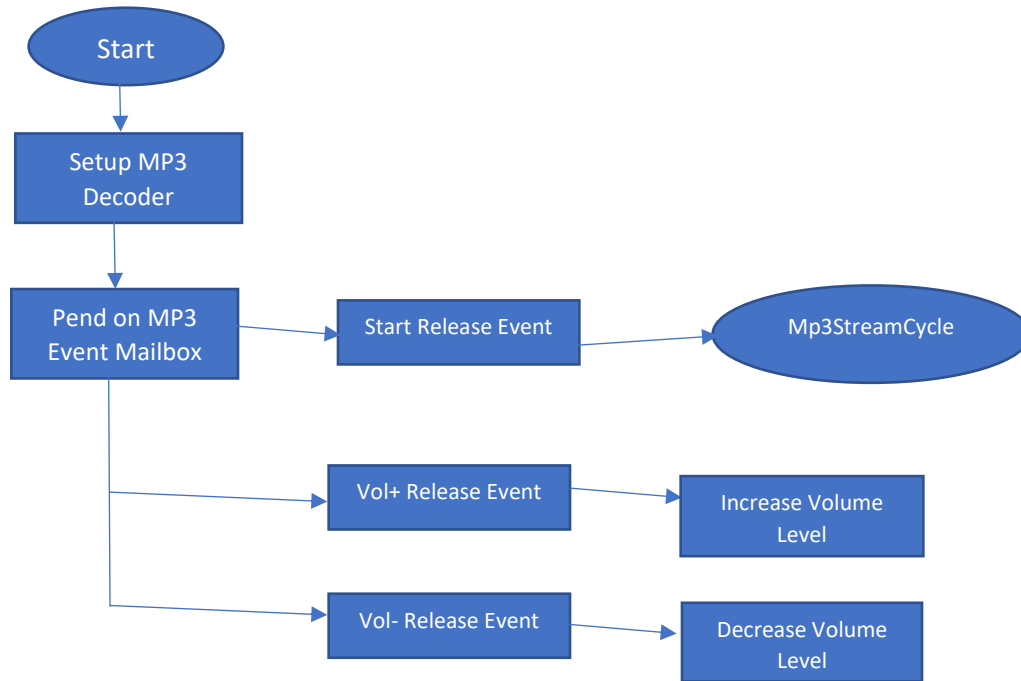 Start
Setup MP3
Decoder
Pend on MP3
Event Mailbox
Start Release Event
Mp3StreamCycle
Vol+ Release Event
Increase Volume
Level
Vol- Release Event
Decrease Volume
Level